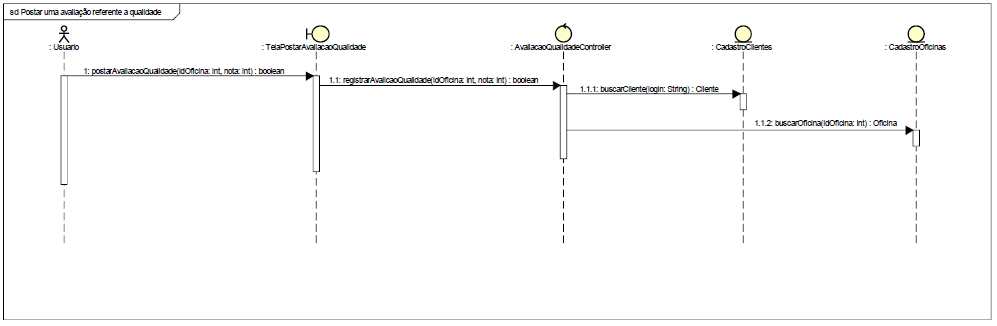 sd Postar uma avaliação referente a qualidade
: Usuario
: TelaPostarAvaliacaoQualidade
: AvaliacaoQualidadeController
: CadastroClientes
: CadastroOficinas
1: postarAvaliacaoQualidade(idOficina: int, nota: int) : boolean
1.1: registrarAvalicaoQualidade(idOficina: int, nota: int) : boolean
1.1.1: buscarCliente(login: String) : Cliente
1.1.2: buscarOficina(idOficina: int) : Oficina